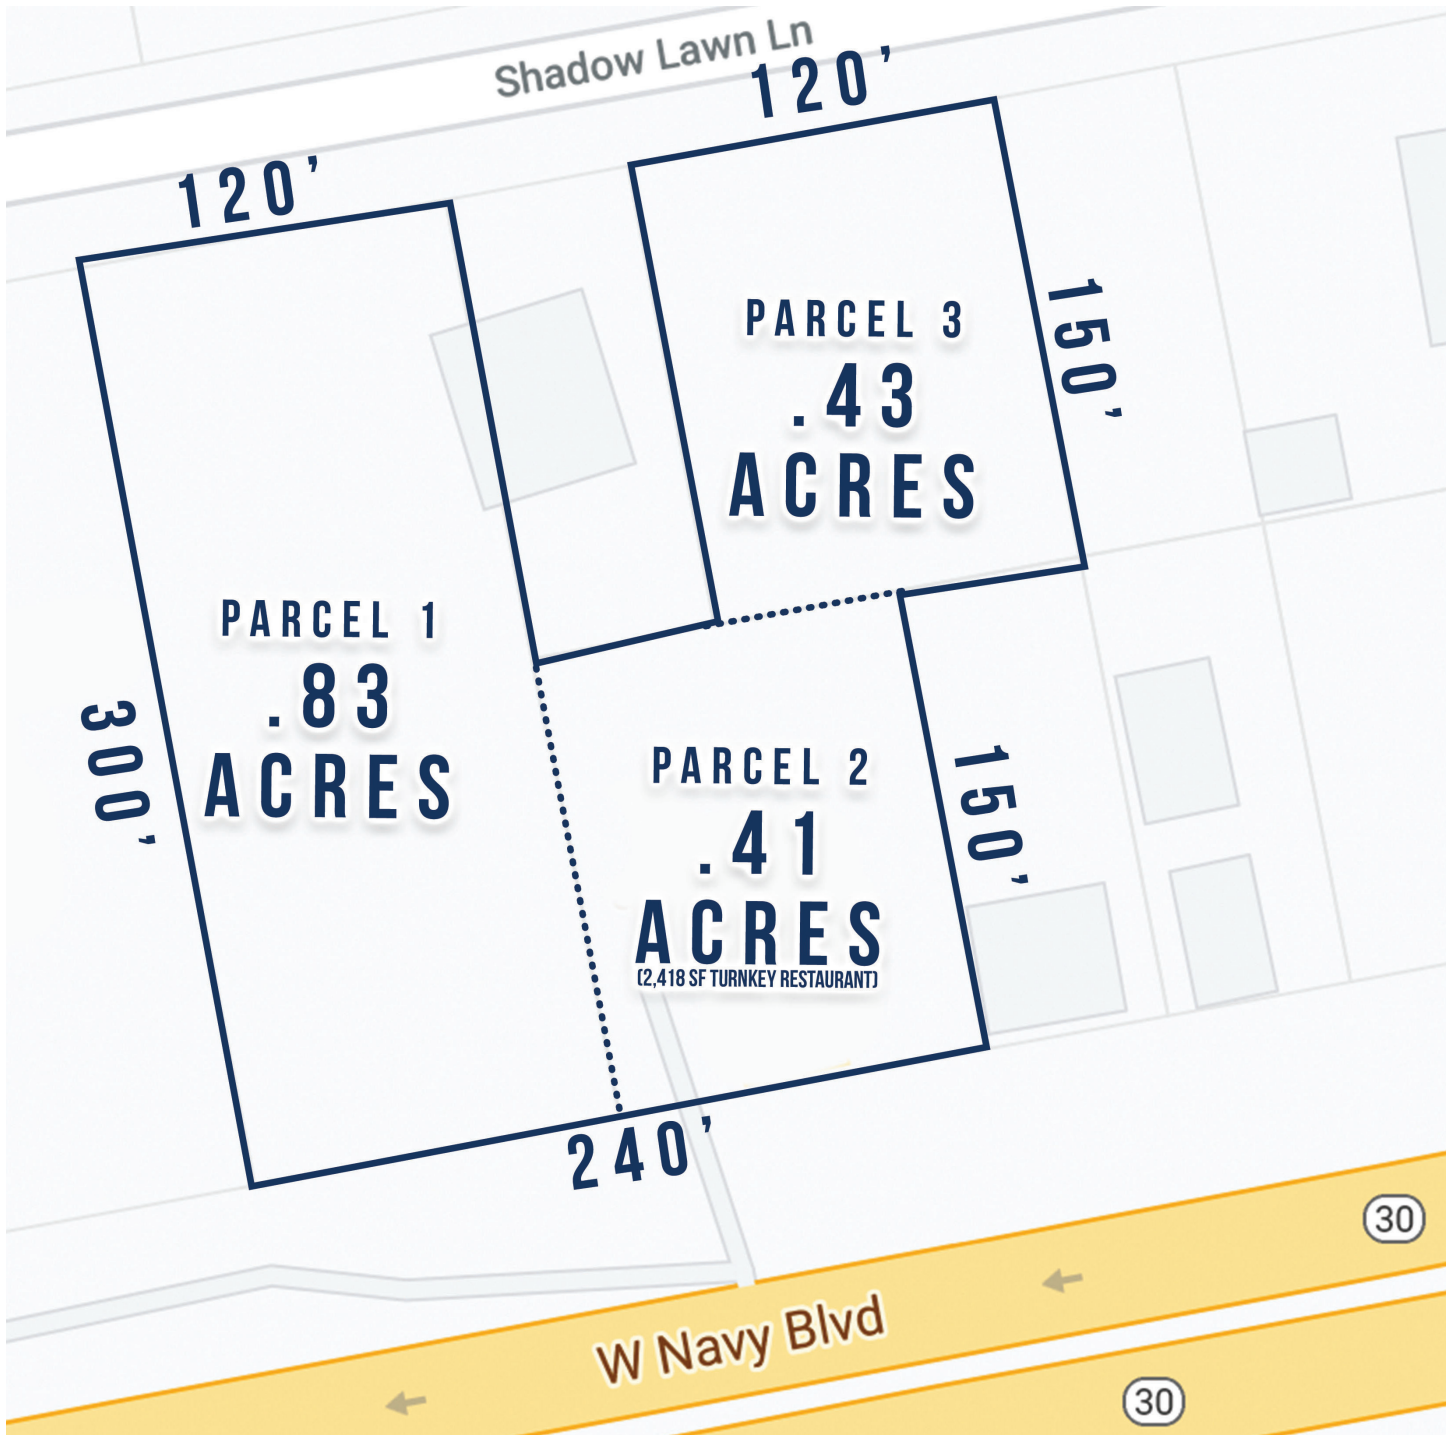 Shadow Lawn Ln
120'
120'
PARCEL 3
.43
ACRES
150'
PARCEL 1
.83
ACRES
300'
PARCEL 2
.41
ACRES
(2,418 SF TURNKEY RESTAURANT)
150'
240'
30
W Navy Blvd
30